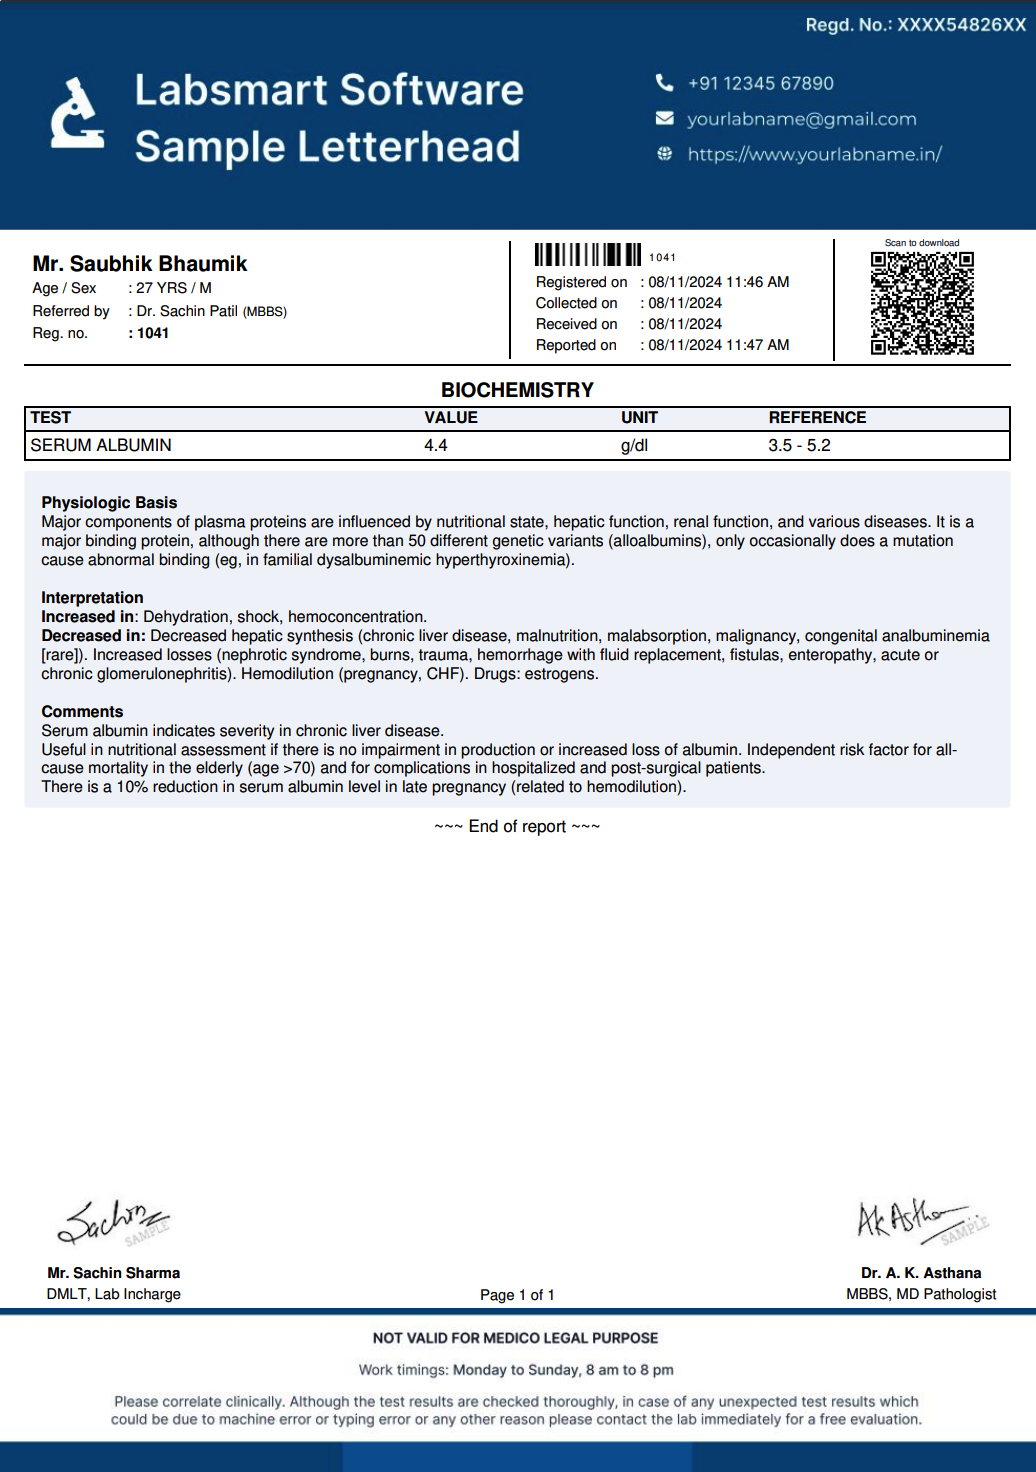 Regd. No.: XXXX54826XX
Labsmart Software
Sample Letterhead
+91 12345 67890
yourlabname@gmail.com
https://www.yourlabname.in/
Mr. Saubhik Bhaumik
Age / Sex : 27 YRS / M
Referred by : Dr. Sachin Patil (MBBS)
Reg. no. : 1041
1041
Registered on : 08/11/2024 11:46 AM
Collected on : 08/11/2024
Received on : 08/11/2024
Reported on : 08/11/2024 11:47 AM
Scan to download
BIOCHEMISTRY
TEST VALUE UNIT REFERENCE
SERUM ALBUMIN 4.4 g/dl 3.5 - 5.2
Physiologic Basis
Major components of plasma proteins are influenced by nutritional state, hepatic function, renal function, and various diseases. It is a
major binding protein, although there are more than 50 different genetic variants (alloalbumins), only occasionally does a mutation
cause abnormal binding (eg, in familial dysalbuminemic hyperthyroxinemia).
Interpretation
Increased in: Dehydration, shock, hemoconcentration.
Decreased in: Decreased hepatic synthesis (chronic liver disease, malnutrition, malabsorption, malignancy, congenital analbuminemia
[rare]). Increased losses (nephrotic syndrome, burns, trauma, hemorrhage with fluid replacement, fistulas, enteropathy, acute or
chronic glomerulonephritis). Hemodilution (pregnancy, CHF). Drugs: estrogens.
Comments
Serum albumin indicates severity in chronic liver disease.
Useful in nutritional assessment if there is no impairment in production or increased loss of albumin. Independent risk factor for all-
cause mortality in the elderly (age >70) and for complications in hospitalized and post-surgical patients.
There is a 10% reduction in serum albumin level in late pregnancy (related to hemodilution).
~~~ End of report ~~~
Sachin
SAMPLE
Mr. Sachin Sharma
DMLT, Lab Incharge
Page 1 of 1
AK Asthana
SAMPLE
Dr. A. K. Asthana
MBBS, MD Pathologist
NOT VALID FOR MEDICO LEGAL PURPOSE
Work timings: Monday to Sunday, 8 am to 8 pm
Please correlate clinically. Although the test results are checked thoroughly, in case of any unexpected test results which
could be due to machine error or typing error or any other reason please contact the lab immediately for a free evaluation.